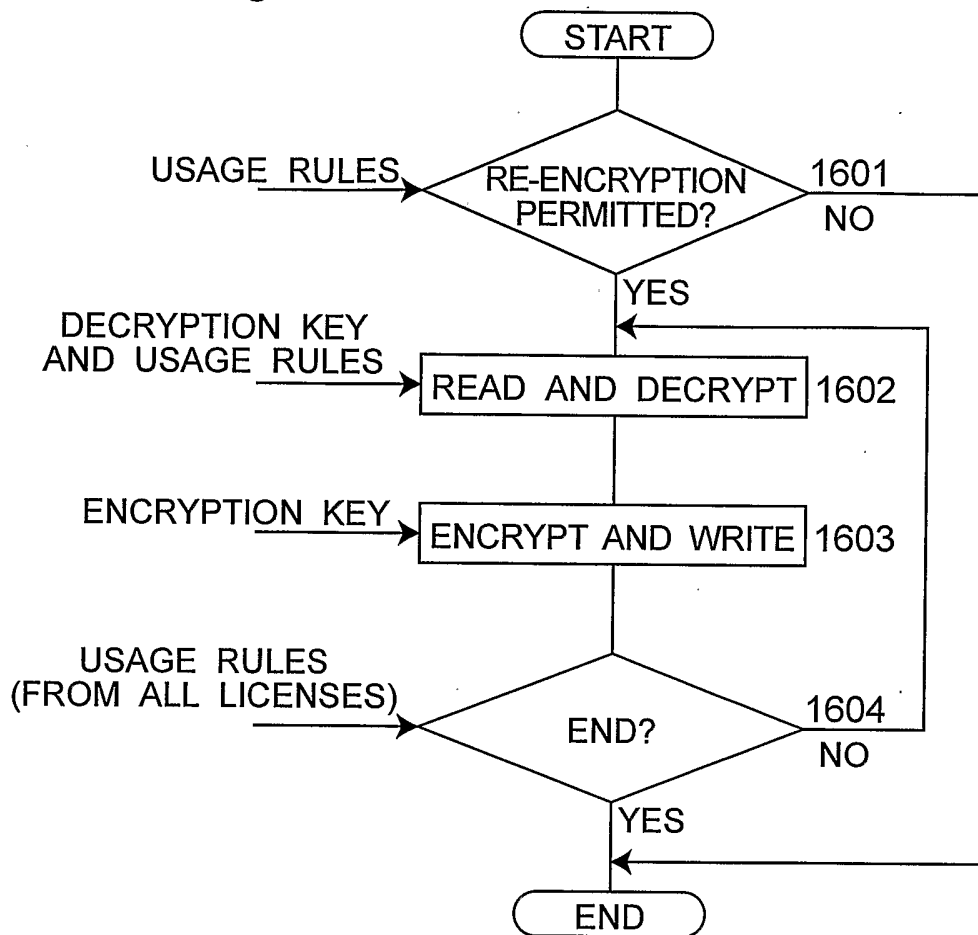 START
USAGE RULES
RE-ENCRYPTION
PERMITTED?
1601
NO
YES
DECRYPTION KEY
AND USAGE RULES
READ AND DECRYPT
1602
ENCRYPTION KEY
ENCRYPT AND WRITE
1603
USAGE RULES
(FROM ALL LICENSES)
END?
1604
NO
YES
END